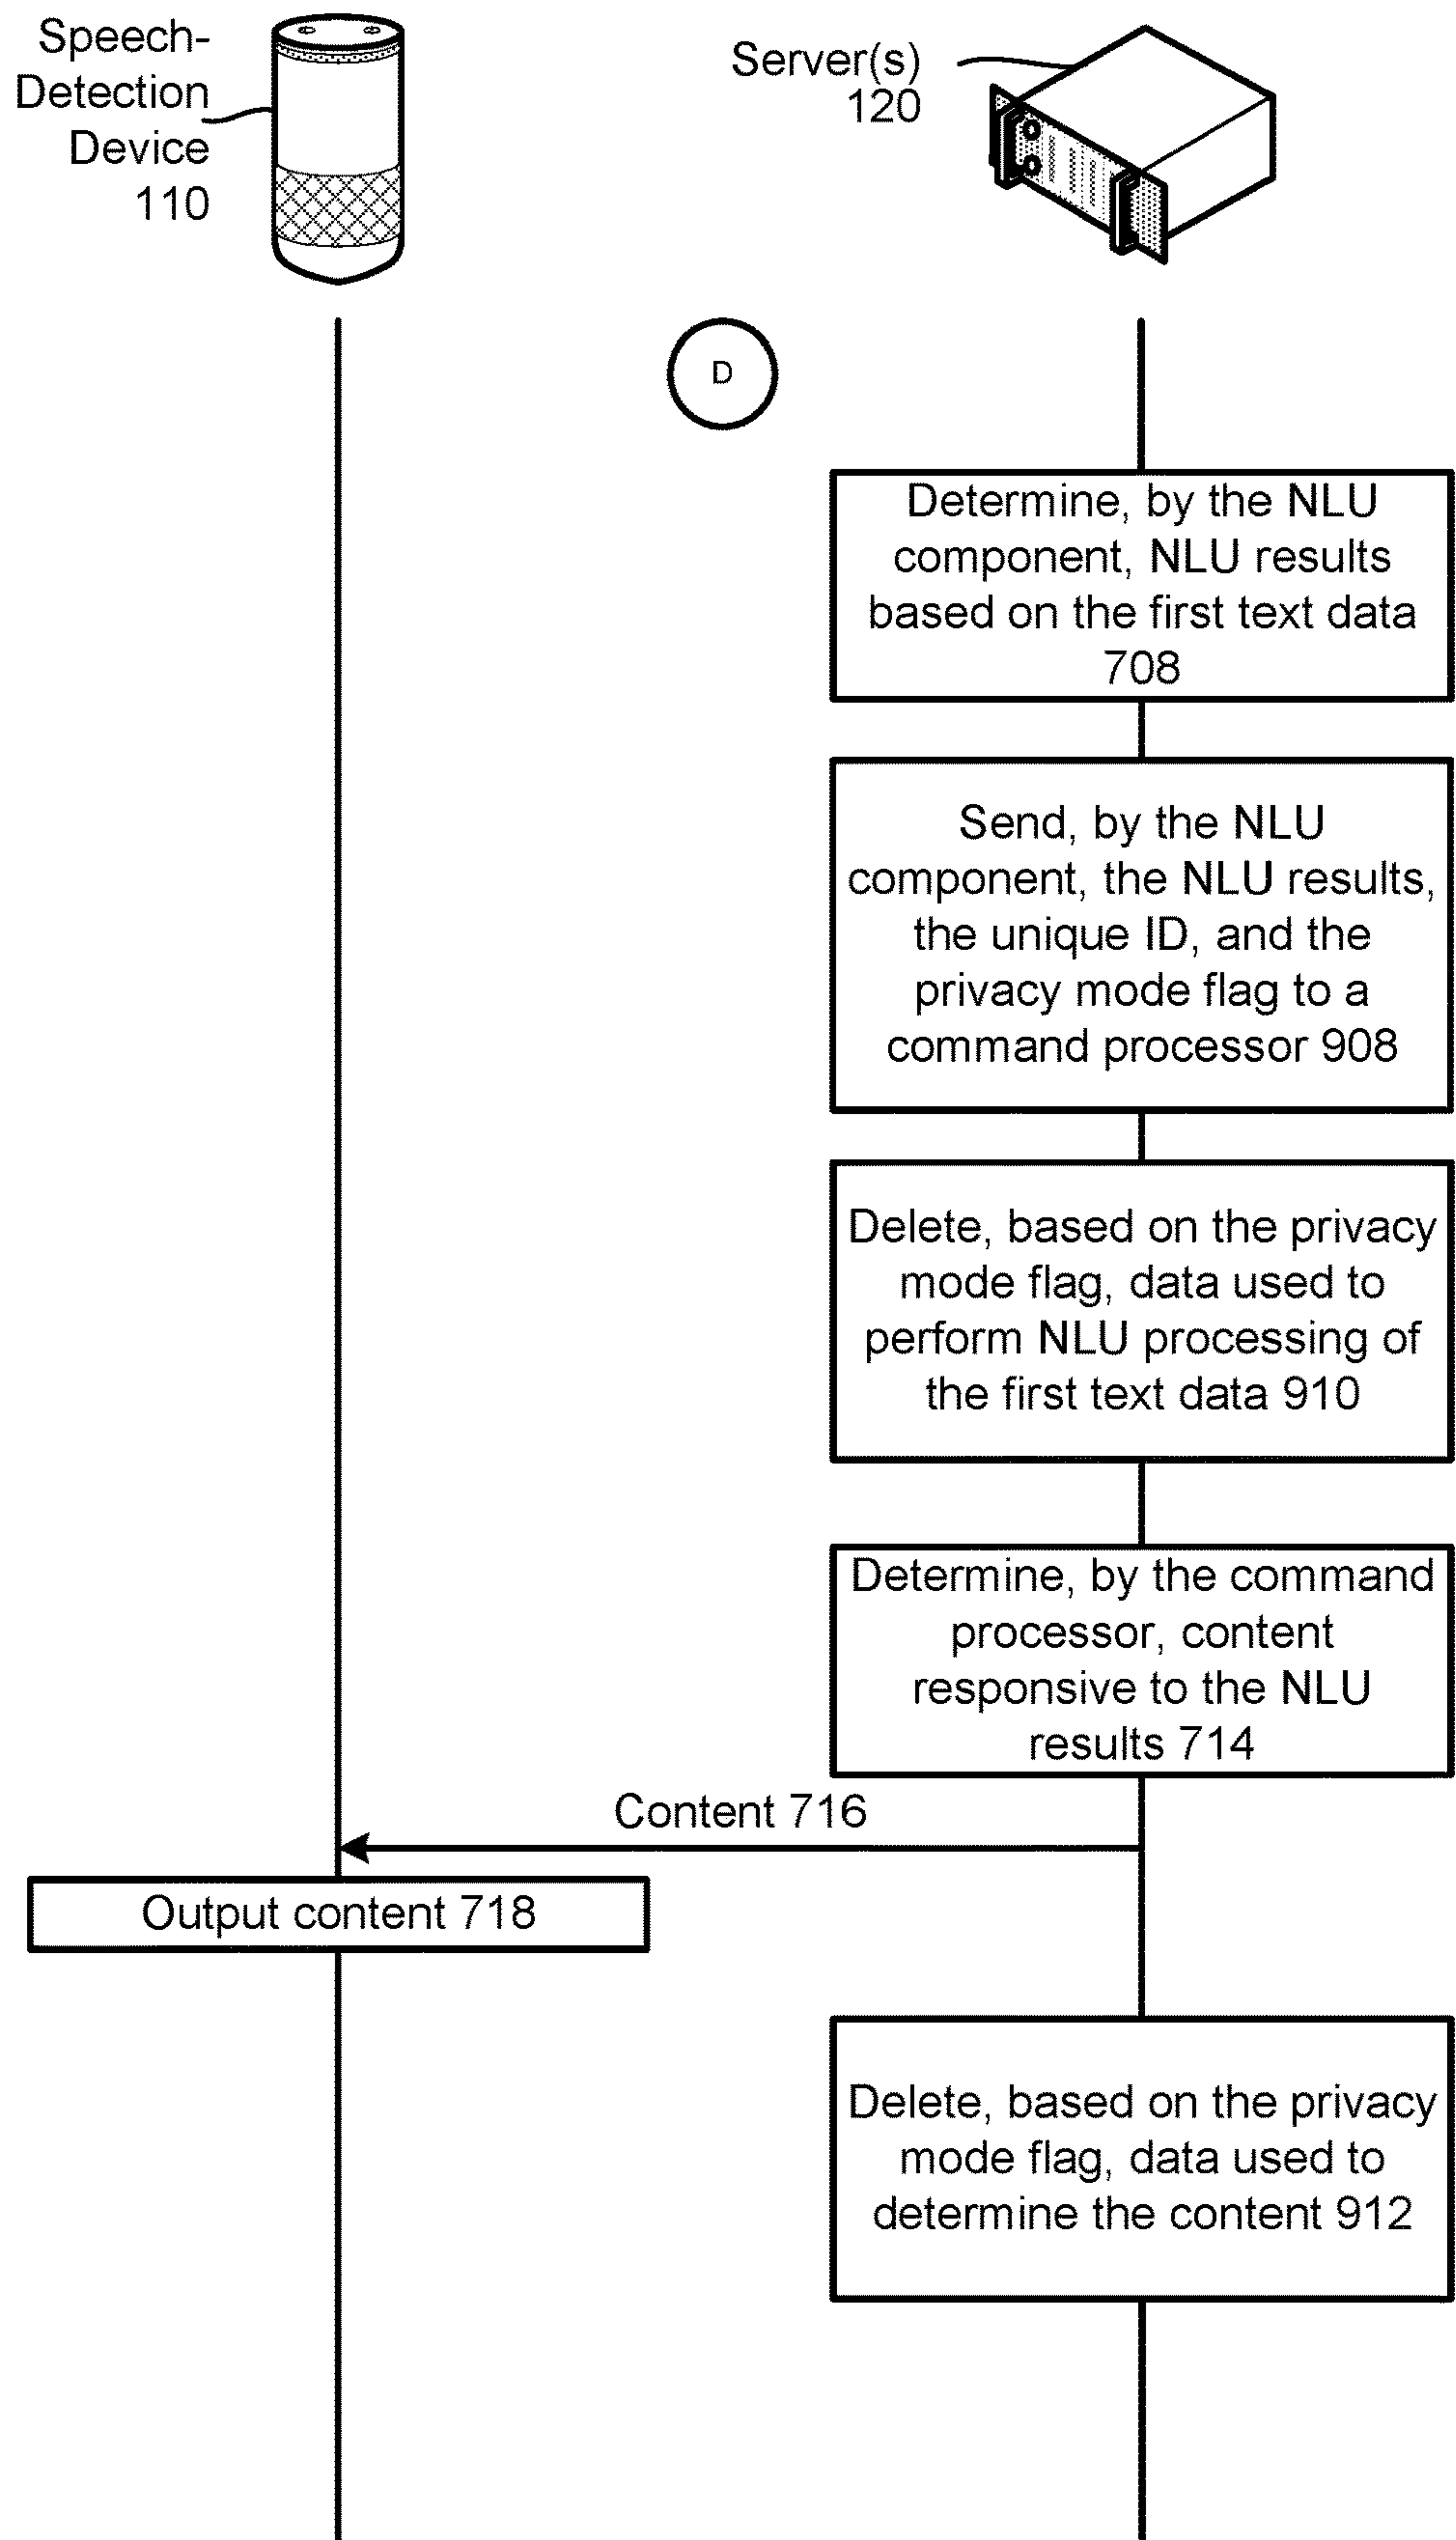 Speech-
Detection
Device
110
Server(s)
120
D
Determine, by the NLU
component, NLU results
based on the first text data
708
Send, by the NLU
component, the NLU results,
the unique ID, and the
privacy mode flag to a
command processor 908
Delete, based on the privacy
mode flag, data used to
perform NLU processing of
the first text data 910
Determine, by the command
processor, content
responsive to the NLU
results 714
Content 716
Output content 718
Delete, based on the privacy
mode flag, data used to
determine the content 912